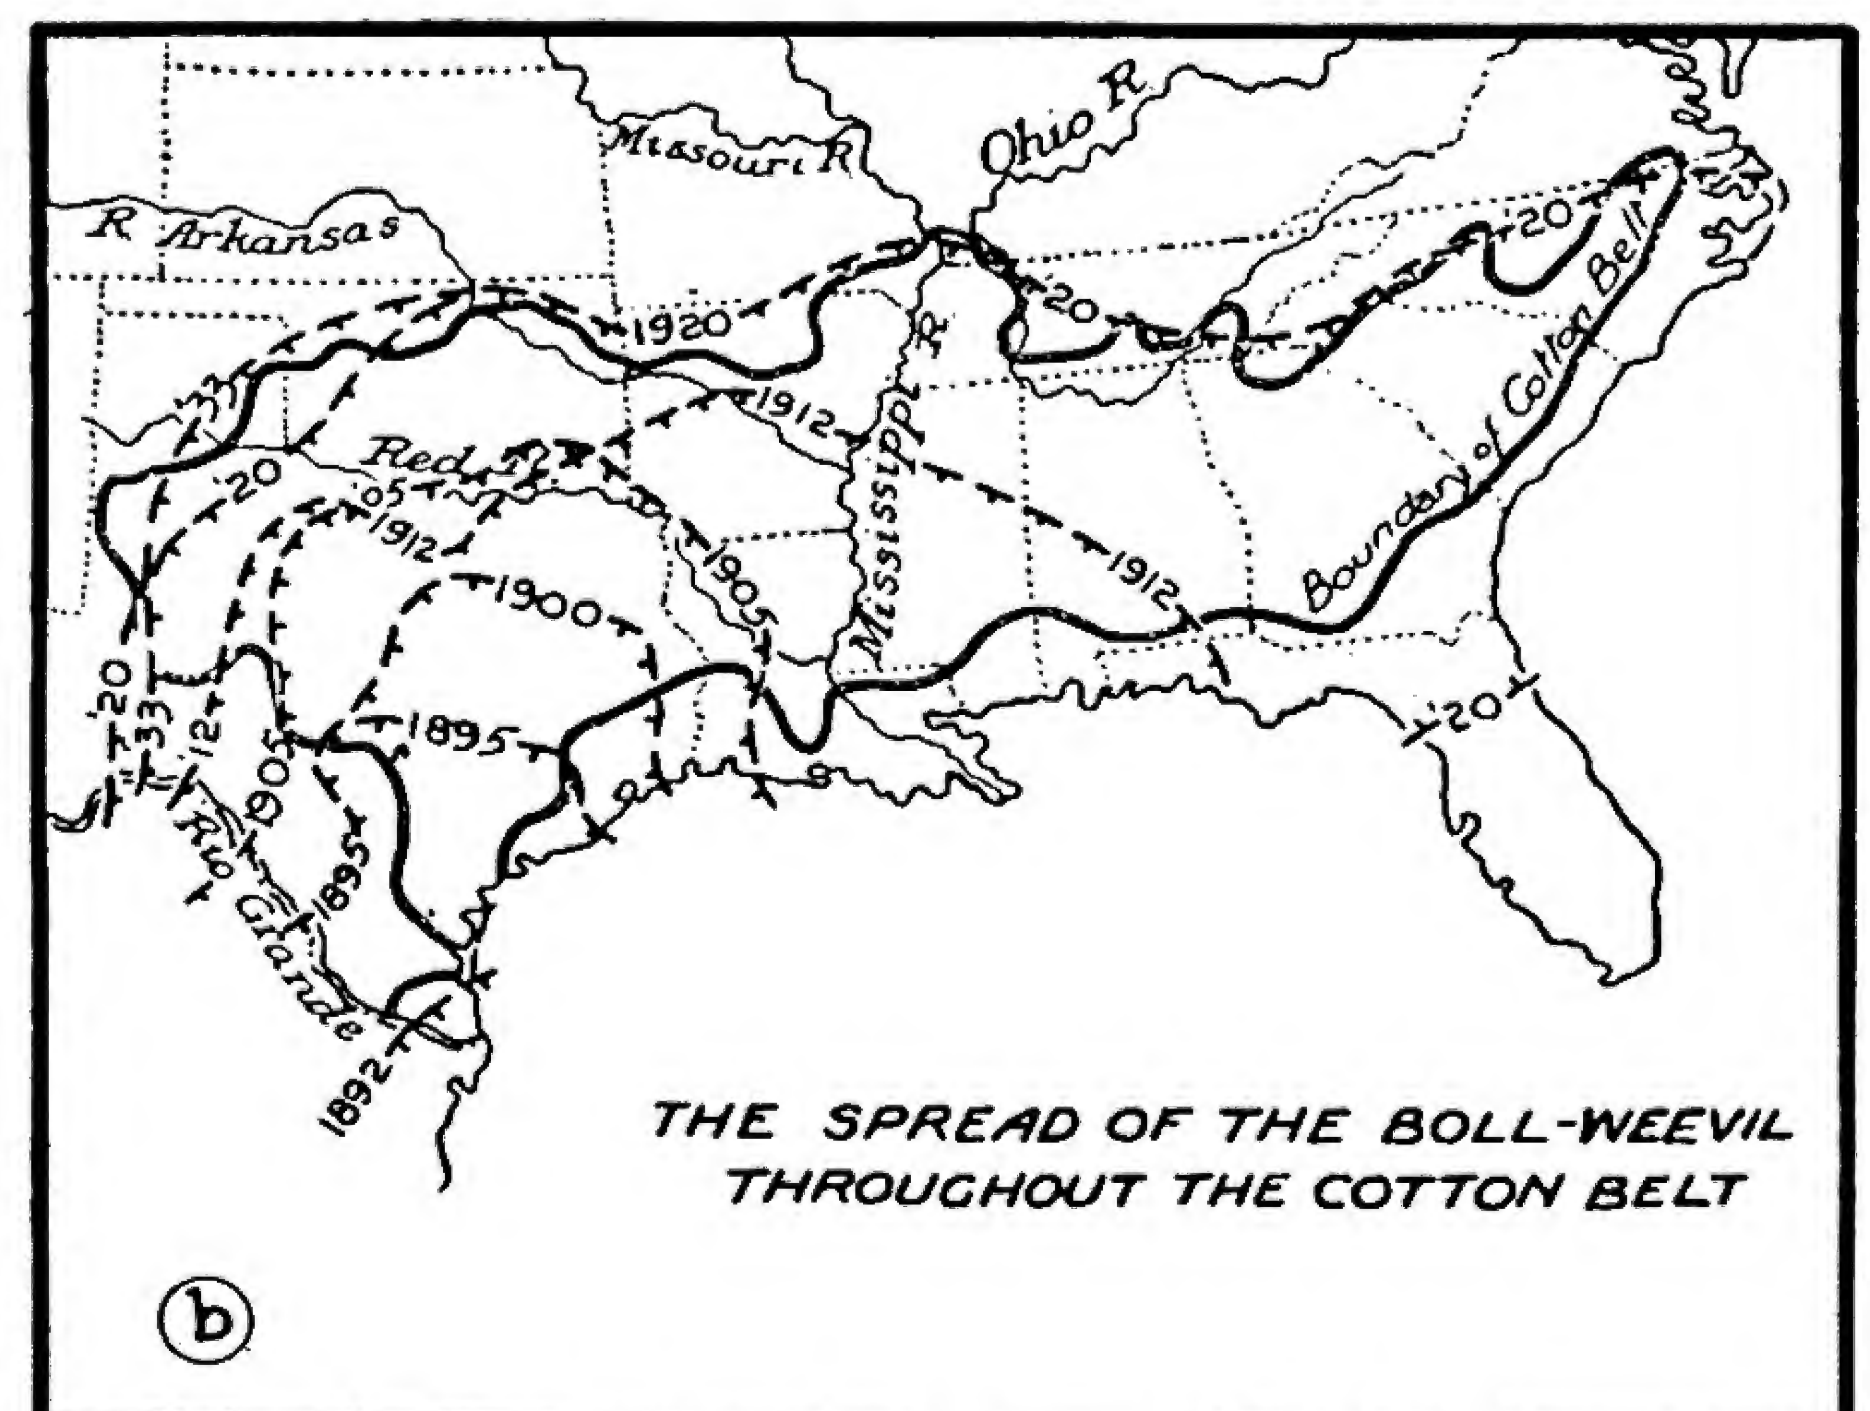 Missouri R
Ohio R
R Arkansas
'20
1920
'20
'33
1912
Red R
'20
'05
1912
Mississippi R
Boundary of Cotton Belt
1905
1912
1900
'20
'33
'12
1905
1895
'20
Rio Grande
1895
1892
THE SPREAD OF THE BOLL-WEEVIL
THROUGHOUT THE COTTON BELT
b